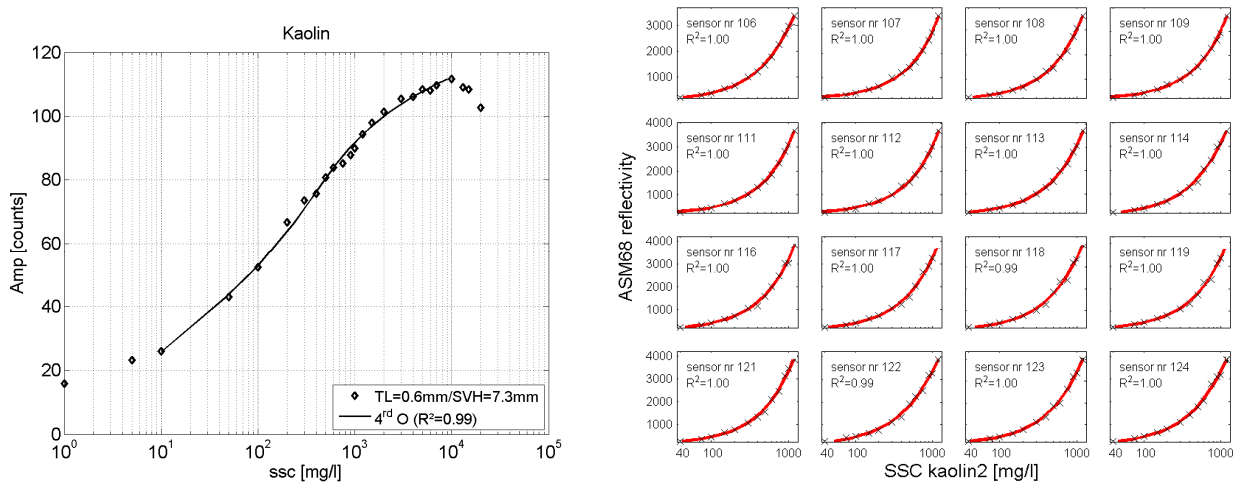 Kaolin
120
100
80
60
40
20
0
Amp [counts]
TL=0.6mm/SVH=7.3mm
4rd O (R²=0.99)
10⁰ 10¹ 10² 10³ 10⁴ 10⁵
ssc [mg/l]
ASM68 reflectivity
3000
2000
1000
sensor nr 106
R²=1.00
sensor nr 107
R²=1.00
sensor nr 108
R²=1.00
sensor nr 109
R²=1.00
4000
3000
2000
1000
sensor nr 111
R²=1.00
sensor nr 112
R²=1.00
sensor nr 113
R²=1.00
sensor nr 114
R²=1.00
4000
3000
2000
1000
sensor nr 116
R²=1.00
sensor nr 117
R²=1.00
sensor nr 118
R²=0.99
sensor nr 119
R²=1.00
4000
3000
2000
1000
sensor nr 121
R²=1.00
sensor nr 122
R²=0.99
sensor nr 123
R²=1.00
sensor nr 124
R²=1.00
40 100 1000
40 100 1000
40 100 1000
40 100 1000
SSC kaolin2 [mg/l]